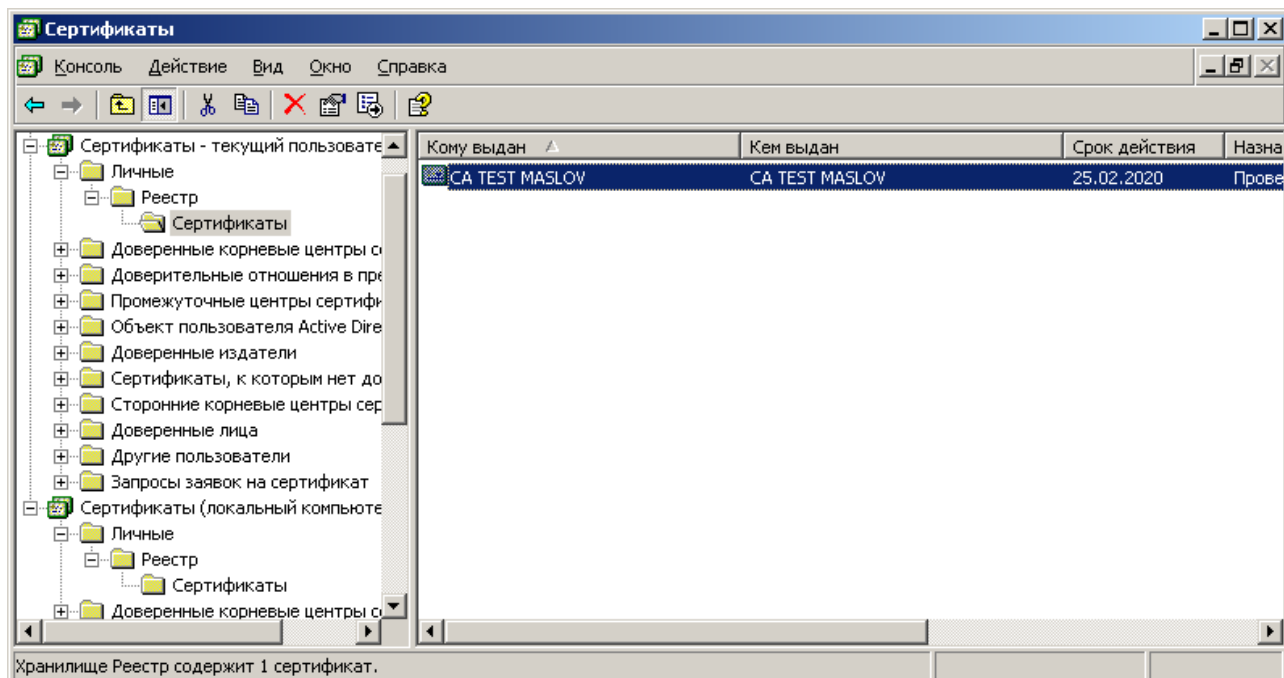 Сертификаты
Консоль Действие Вид Окно Справка
Сертификаты - текущий пользовате
Личные
Реестр
Сертификаты
Доверенные корневые центры с
Доверительные отношения в пре
Промежуточные центры сертифи
Объект пользователя Active Dire
Доверенные издатели
Сертификаты, к которым нет до
Сторонние корневые центры сер
Доверенные лица
Другие пользователи
Запросы заявок на сертификат
Сертификаты (локальный компьюте
Личные
Реестр
Сертификаты
Доверенные корневые центры с
Кому выдан Кем выдан Срок действия Назна
CA TEST MASLOV CA TEST MASLOV 25.02.2020 Прове
Хранилище Реестр содержит 1 сертификат.